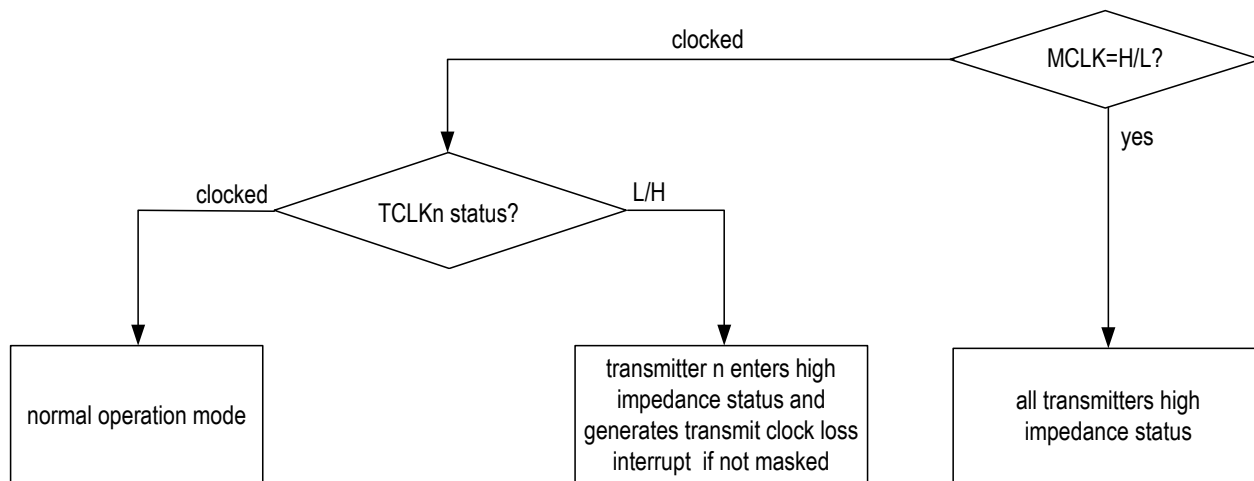 clocked
MCLK=H/L?
yes
clocked
TCLKn status?
L/H
normal operation mode
transmitter n enters high
impedance status and
generates transmit clock loss
interrupt if not masked
all transmitters high
impedance status